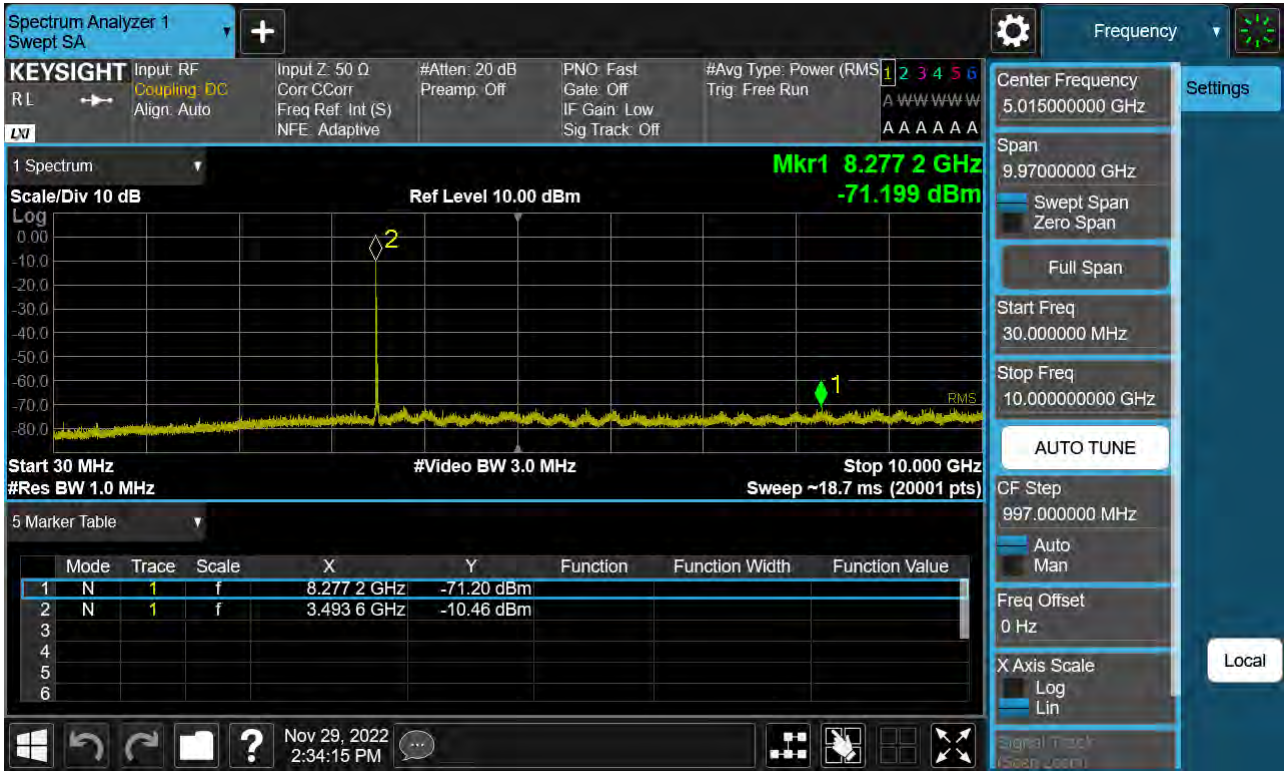 Spectrum Analyzer 1
Swept SA
Frequency
KEYSIGHT
RL
LXI
Input: RF
Coupling: DC
Align: Auto
Input Z: 50 Ω
Corr CCorr
Freq Ref: Int (S)
NFE: Adaptive
#Atten: 20 dB
Preamp: Off
PNO: Fast
Gate: Off
IF Gain: Low
Sig Track: Off
#Avg Type: Power (RMS
Trig: Free Run
1 2 3 4 5 6
A W W W W W
A A A A A A
1 Spectrum
Mkr1 8.277 2 GHz
-71.199 dBm
Scale/Div 10 dB
Ref Level 10.00 dBm
Log
0.00
-10.0
-20.0
-30.0
-40.0
-50.0
-60.0
-70.0
-80.0
2
1
RMS
Start 30 MHz
#Video BW 3.0 MHz
Stop 10.000 GHz
#Res BW 1.0 MHz
Sweep ~18.7 ms (20001 pts)
5 Marker Table
Mode Trace Scale X Y Function Function Width Function Value
1 N 1 f 8.277 2 GHz -71.20 dBm
2 N 1 f 3.493 6 GHz -10.46 dBm
3
4
5
6
Nov 29, 2022
2:34:15 PM
Center Frequency
5.015000000 GHz
Settings
Span
9.97000000 GHz
Swept Span
Zero Span
Full Span
Start Freq
30.000000 MHz
Stop Freq
10.000000000 GHz
AUTO TUNE
CF Step
997.000000 MHz
Auto
Man
Freq Offset
0 Hz
X Axis Scale
Log
Lin
Local
Signal Track
(Span Zoom)